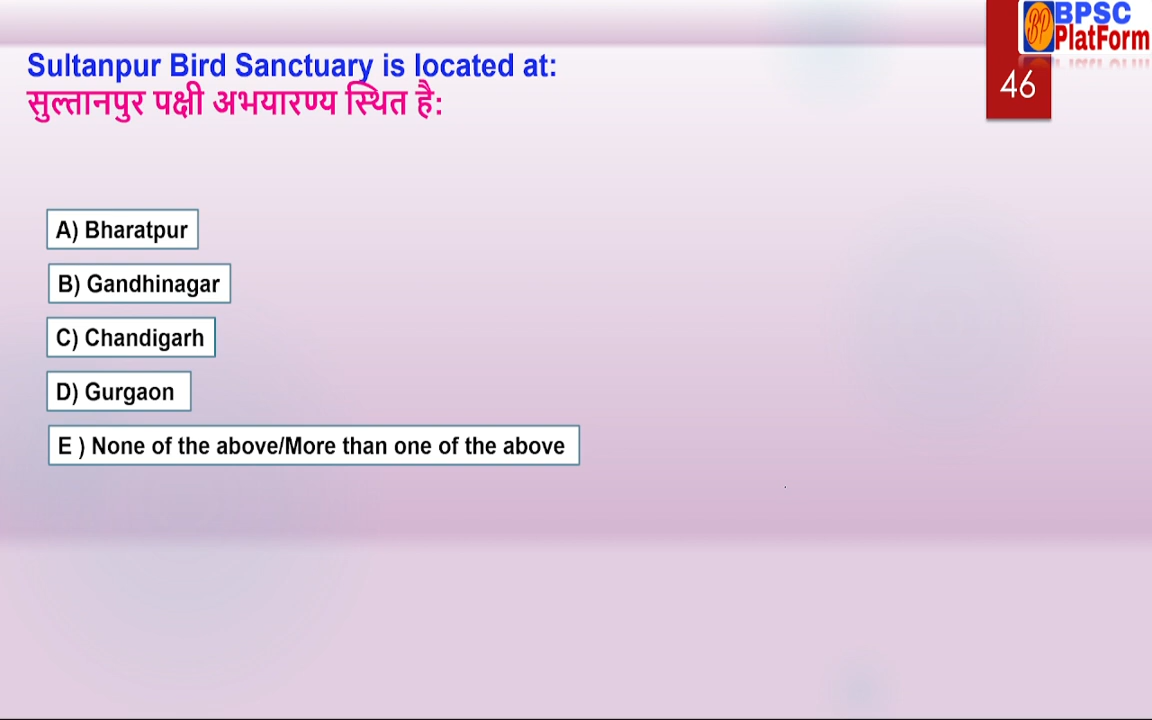 BPSC
PlatForm
46
Sultanpur Bird Sanctuary is located at:
सुल्तानपुर पक्षी अभयारण्य स्थित है:
A) Bharatpur
B) Gandhinagar
C) Chandigarh
D) Gurgaon
E ) None of the above/More than one of the above